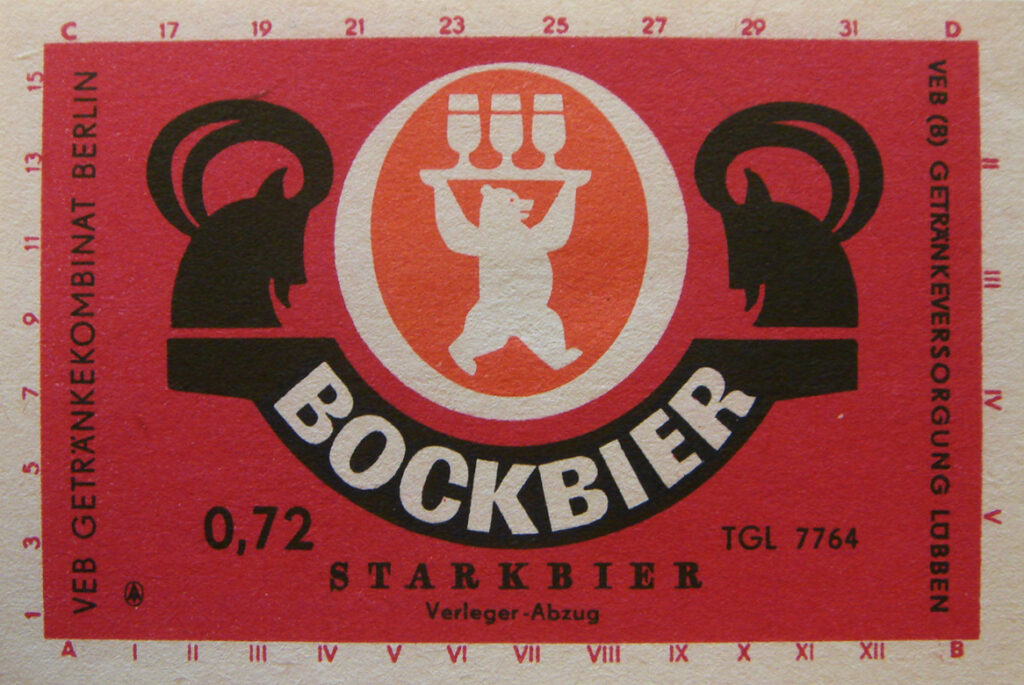 C 17 19 21 23 25 27 29 31 D
15 13 11 9 7 5 3 1
VEB GETRÄNKEKOMBINAT BERLIN
BOCKBIER
0,72
TGL 7764
STARKBIER
Verleger-Abzug
VEB (B) GETRÄNKEVERSORGUNG LÜBBEN
II III IV V
A I II III IV V VI VII VIII IX X XI XII B